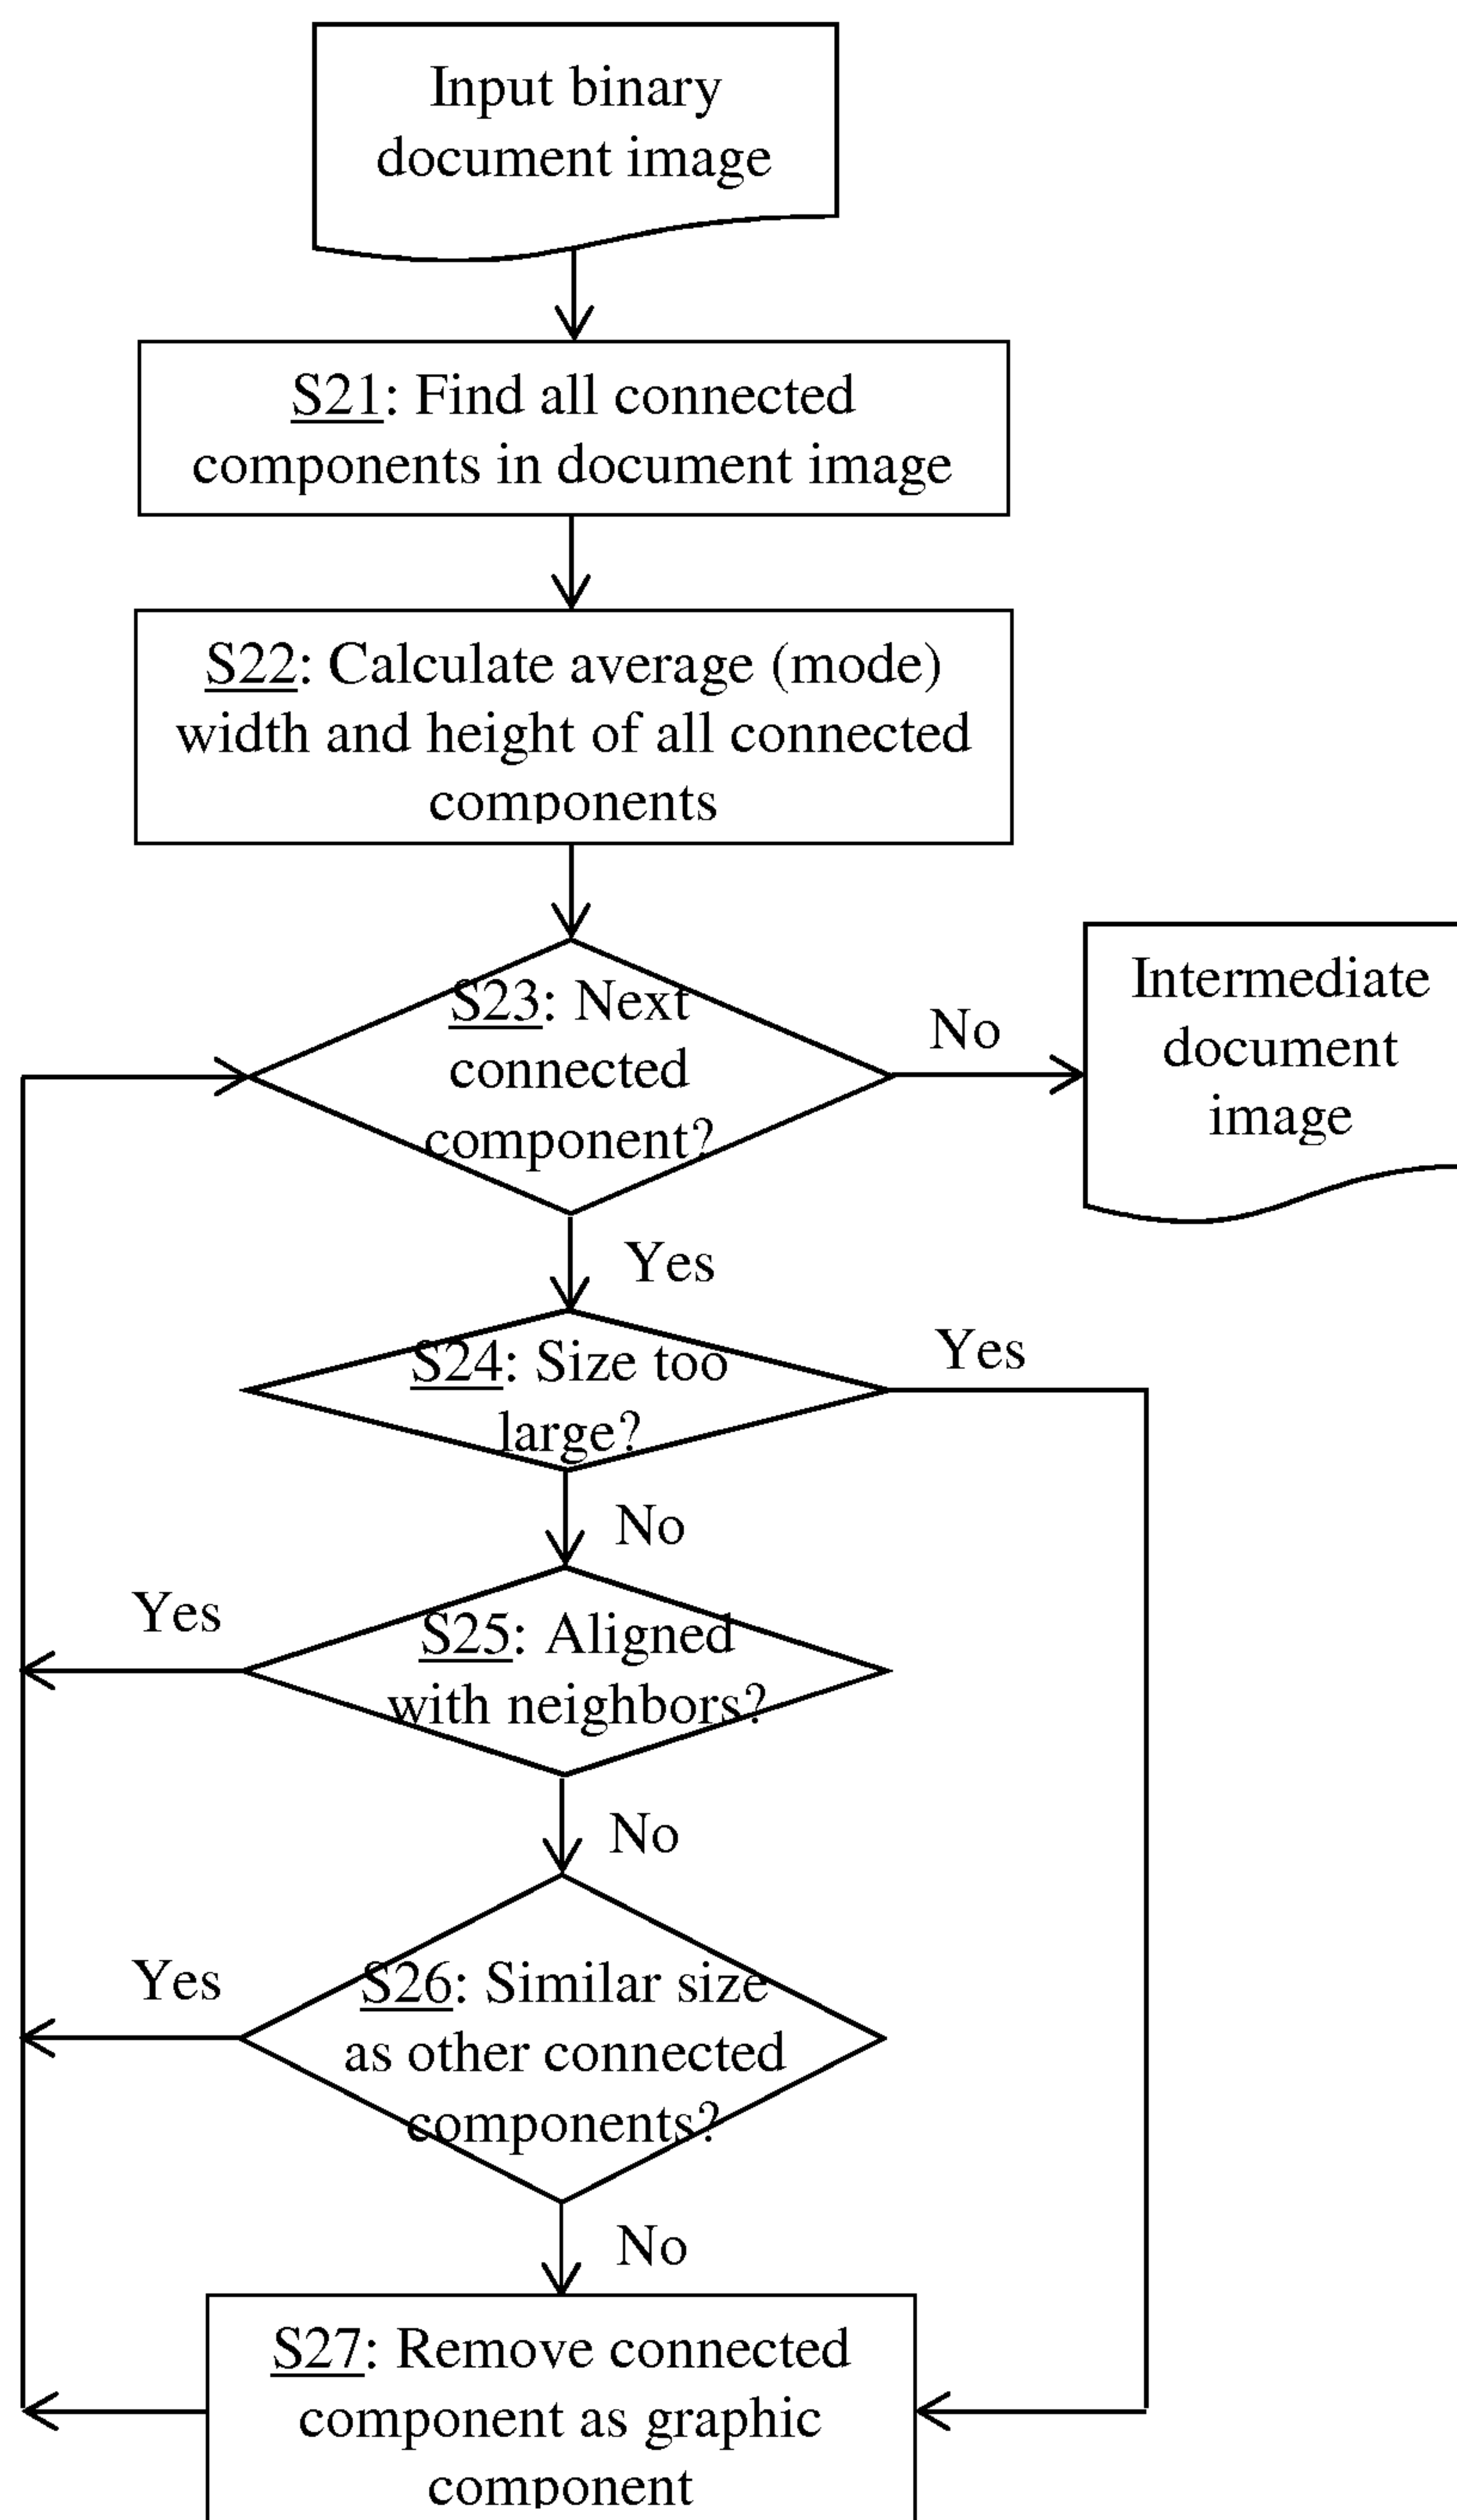 Input binary
document image
S21: Find all connected
components in document image
S22: Calculate average (mode)
width and height of all connected
components
S23: Next
connected
component?
No
Intermediate
document
image
Yes
S24: Size too
large?
Yes
No
S25: Aligned
with neighbors?
Yes
No
S26: Similar size
as other connected
components?
Yes
No
S27: Remove connected
component as graphic
component